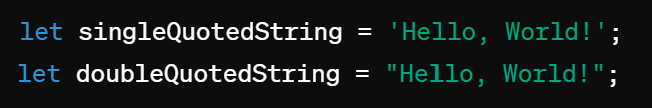 let singleQuotedString = 'Hello, World!';
let doubleQuotedString = "Hello, World!";